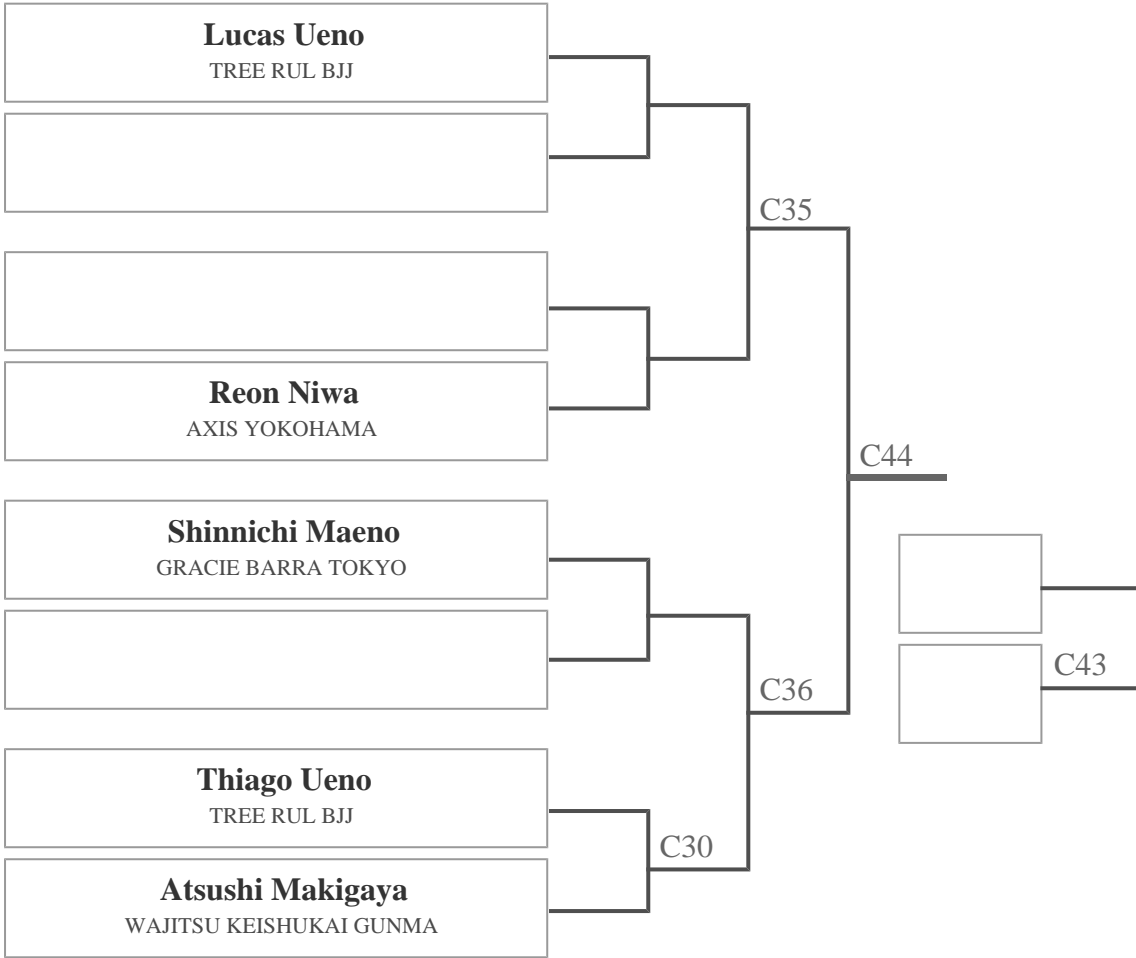 Lucas Ueno
TREE RUL BJJ
C35
Reon Niwa
AXIS YOKOHAMA
C44
Shinnichi Maeno
GRACIE BARRA TOKYO
C43
C36
Thiago Ueno
TREE RUL BJJ
C30
Atsushi Makigaya
WAJITSU KEISHUKAI GUNMA